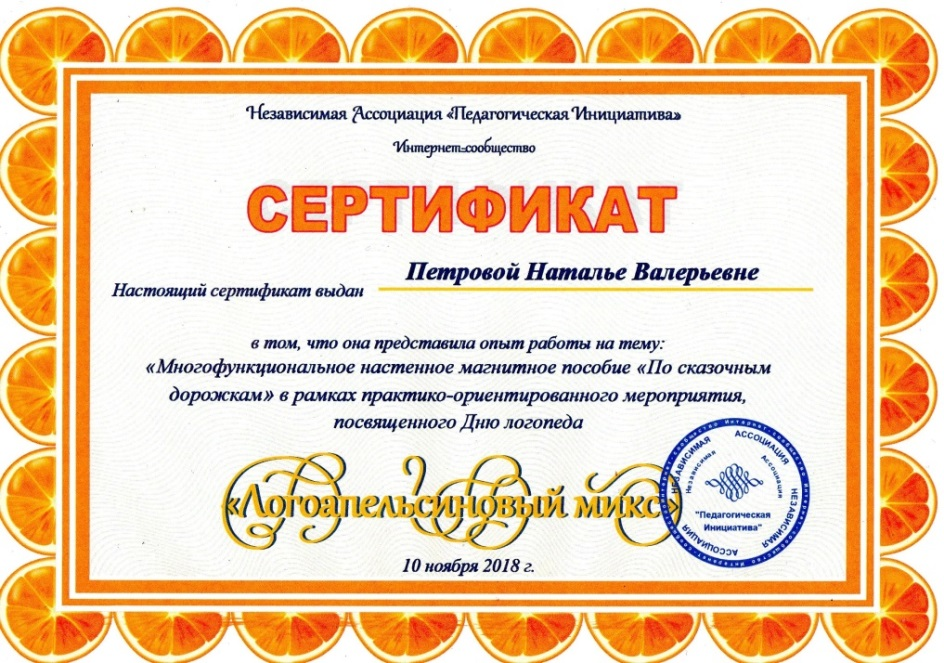 Независимая Ассоциация «Педагогическая Инициатива»
Интернет-сообщество
СЕРТИФИКАТ
Петровой Наталье Валерьевне
Настоящий сертификат выдан
в том, что она представила опыт работы на тему:
«Многофункциональное настенное магнитное пособие «По сказочным
дорожкам» в рамках практико-ориентированного мероприятия,
посвященного Дню логопеда
«Логоапельсиновый микс»
10 ноября 2018 г.
НЕЗАВИСИМАЯ АССОЦИАЦИЯ НЕЗАВИСИМАЯ АССОЦИАЦИЯ
Независимая Ассоциация
"Педагогическая
Инициатива"